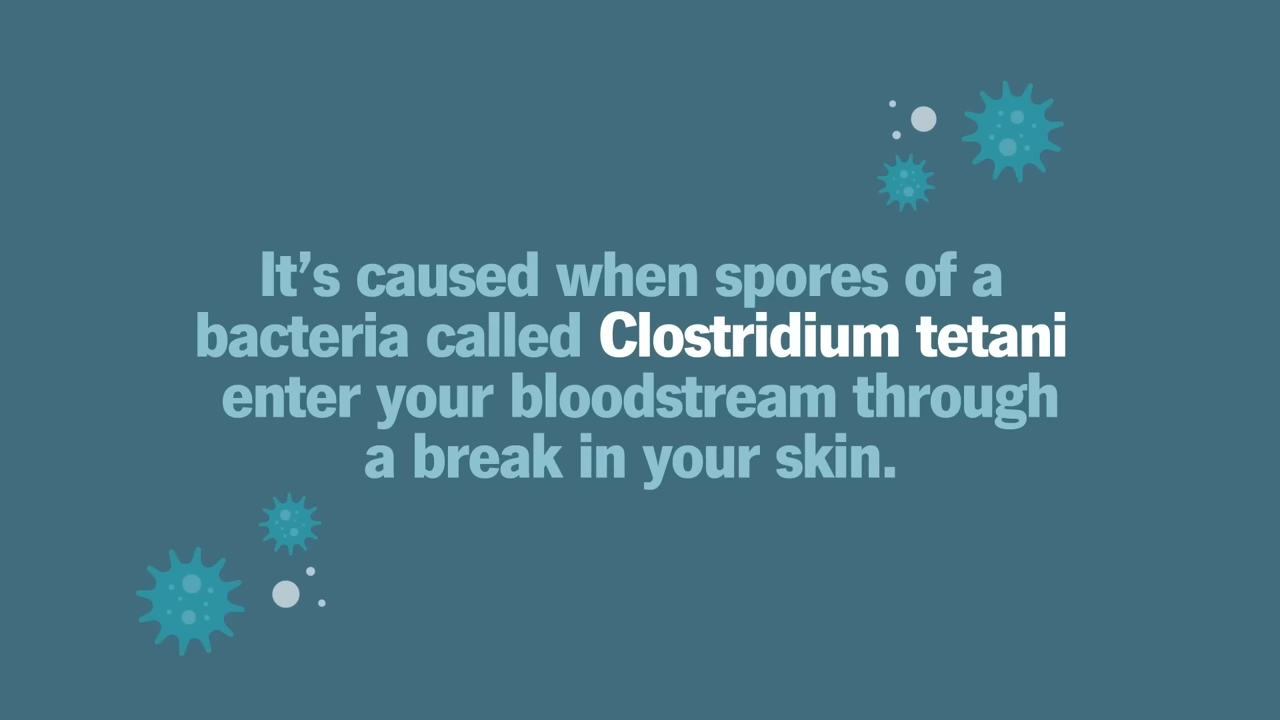 It’s caused when spores of a
bacteria called Clostridium tetani
enter your bloodstream through
a break in your skin.